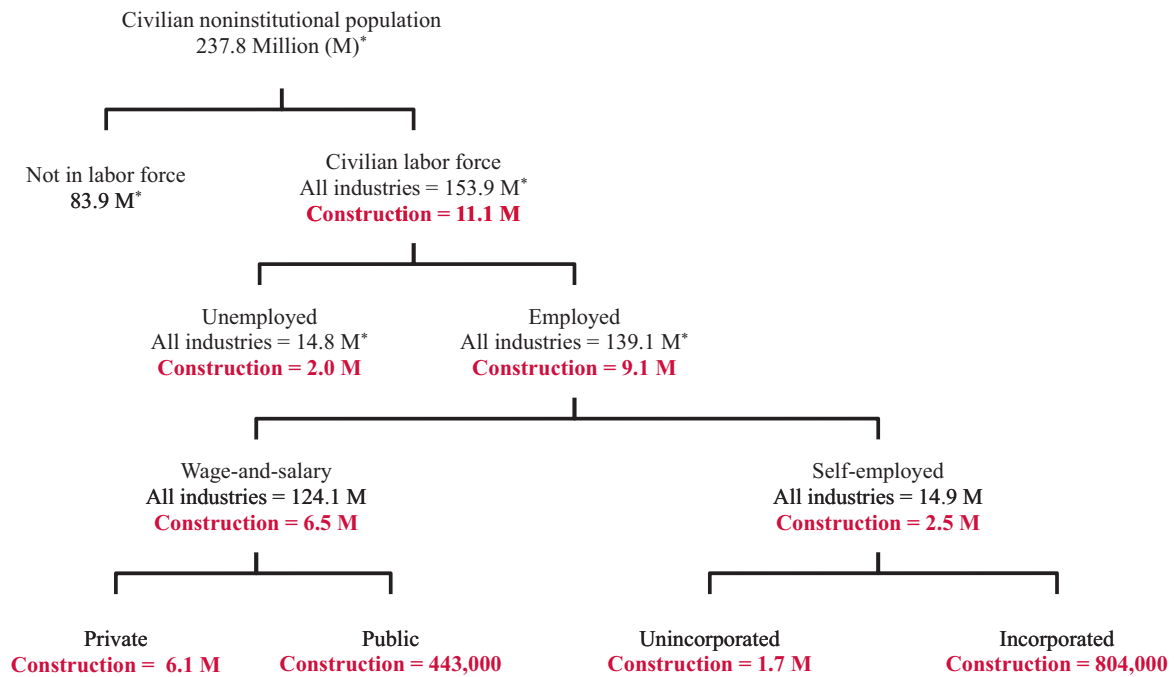 Civilian noninstitutional population
237.8 Million (M)*
Not in labor force
83.9 M*
Civilian labor force
All industries = 153.9 M*
Construction = 11.1 M
Unemployed
All industries = 14.8 M*
Construction = 2.0 M
Employed
All industries = 139.1 M*
Construction = 9.1 M
Wage-and-salary
All industries = 124.1 M
Construction = 6.5 M
Self-employed
All industries = 14.9 M
Construction = 2.5 M
Private
Construction = 6.1 M
Public
Construction = 443,000
Unincorporated
Construction = 1.7 M
Incorporated
Construction = 804,000